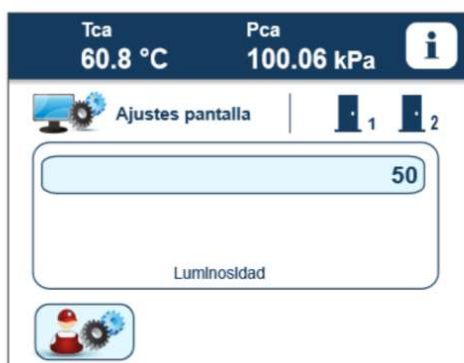 Tca Pca
60.8 °C 100.06 kPa i
Ajustes pantalla 1 2
50
Luminosidad